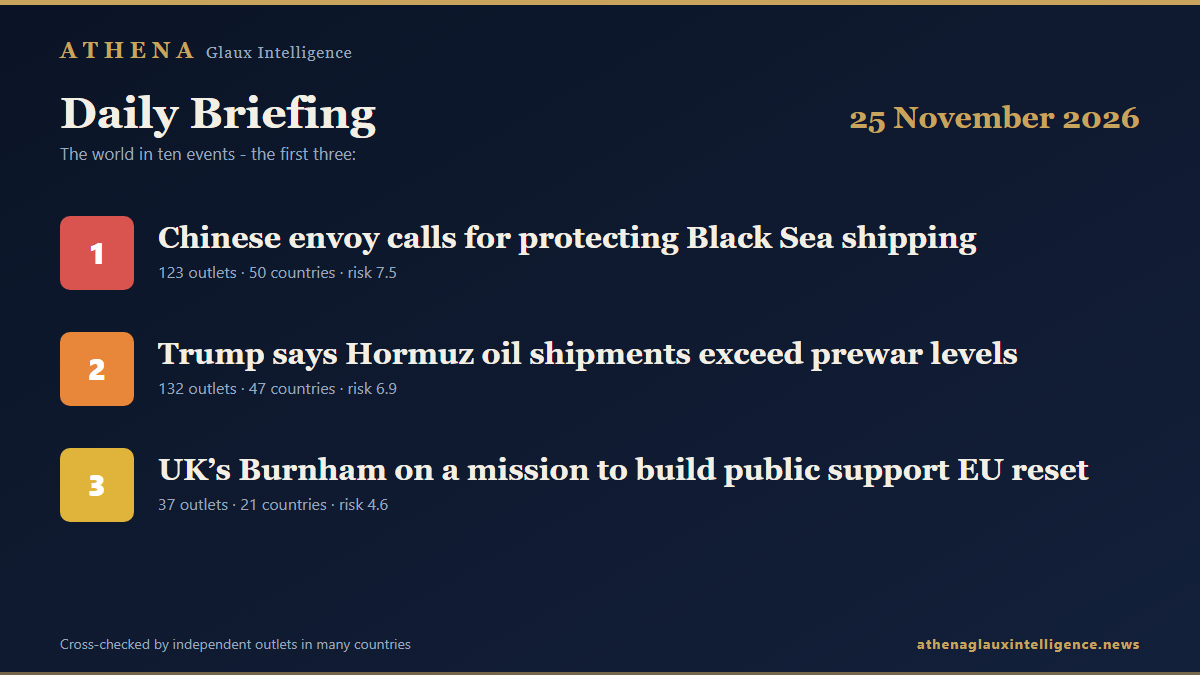 ATHENA Glaux Intelligence
Daily Briefing
25 November 2026
The world in ten events - the first three:
1
Chinese envoy calls for protecting Black Sea shipping
123 outlets · 50 countries · risk 7.5
2
Trump says Hormuz oil shipments exceed prewar levels
132 outlets · 47 countries · risk 6.9
3
UK’s Burnham on a mission to build public support EU reset
37 outlets · 21 countries · risk 4.6
Cross-checked by independent outlets in many countries
athenaglauxintelligence.news